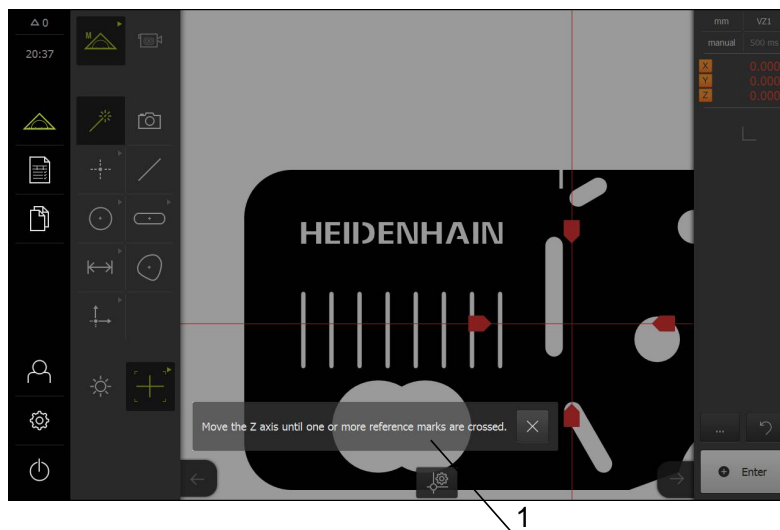 0
20:37
M
mm VZ1
manual 500 ms
X 0.000
Y 0.000
Z 0.000
HEIDENHAIN
Move the Z axis until one or more reference marks are crossed.
...
Enter
1